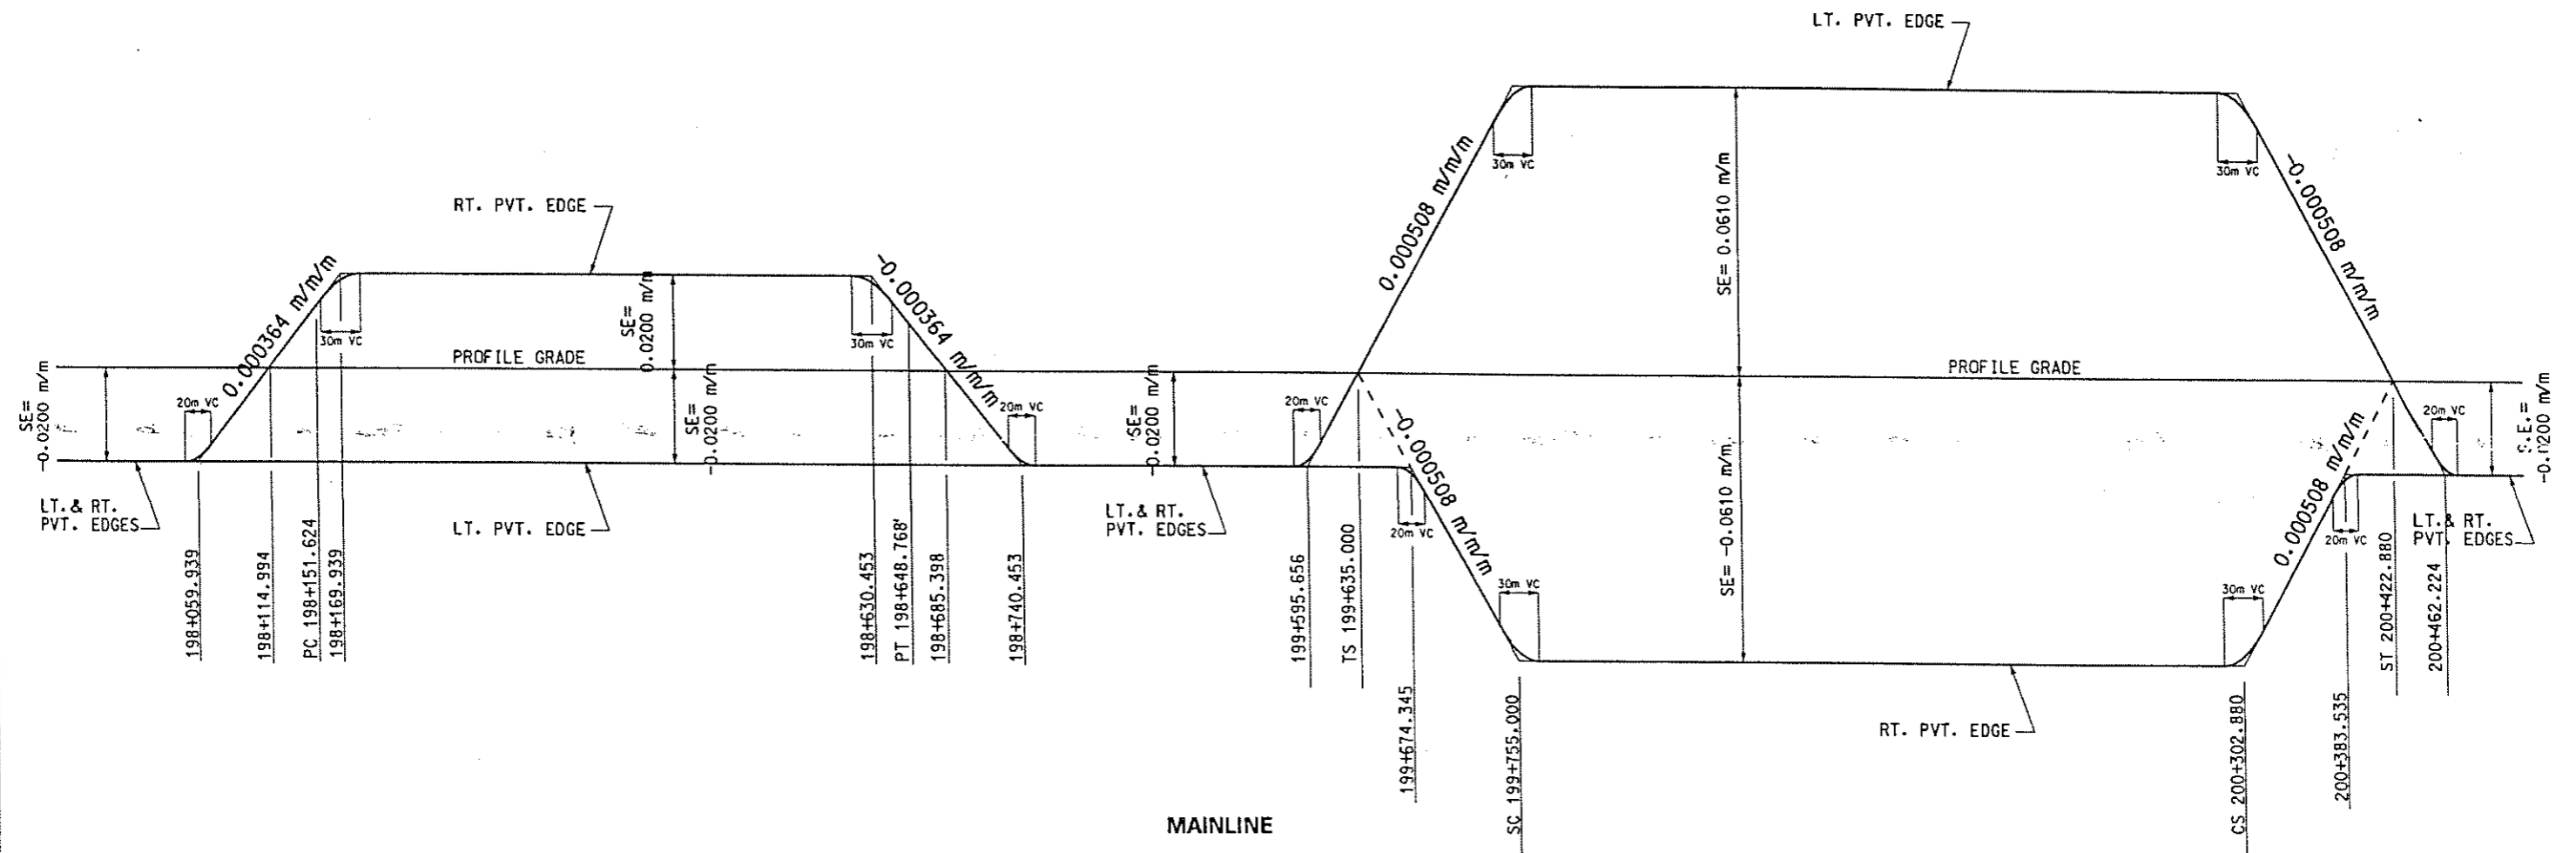 LT. PVT. EDGE
RT. PVT. EDGE
0.000364 m/m/m
30m VC
20m VC
PROFILE GRADE
SE=
-0.0200 m/m
LT.& RT.
PVT. EDGES
LT. PVT. EDGE
198+059.939
198+114.994
PC 198+151.624
198+169.939
SE=
0.0200 m/m
SE=
-0.0200 m/m
30m VC
-0.000364 m/m/m
20m VC
198+630.453
PT 198+648.768
198+685.398
198+740.453
SE=
-0.0200 m/m
LT.& RT.
PVT. EDGES
20m VC
0.000508 m/m/m
30m VC
-0.000508 m/m/m
20m VC
30m VC
199+595.656
TS 199+635.000
199+674.345
SC 199+755.000
SE= 0.0610 m/m
SE= -0.0610 m/m
PROFILE GRADE
30m VC
-0.000508 m/m/m
0.000508 m/m/m
30m VC
20m VC
20m VC
S.E.=
-0.0200 m/m
LT.& RT.
PVT. EDGES
RT. PVT. EDGE
CS 200+302.880
200+383.535
ST 200+422.880
200+462.224
MAINLINE